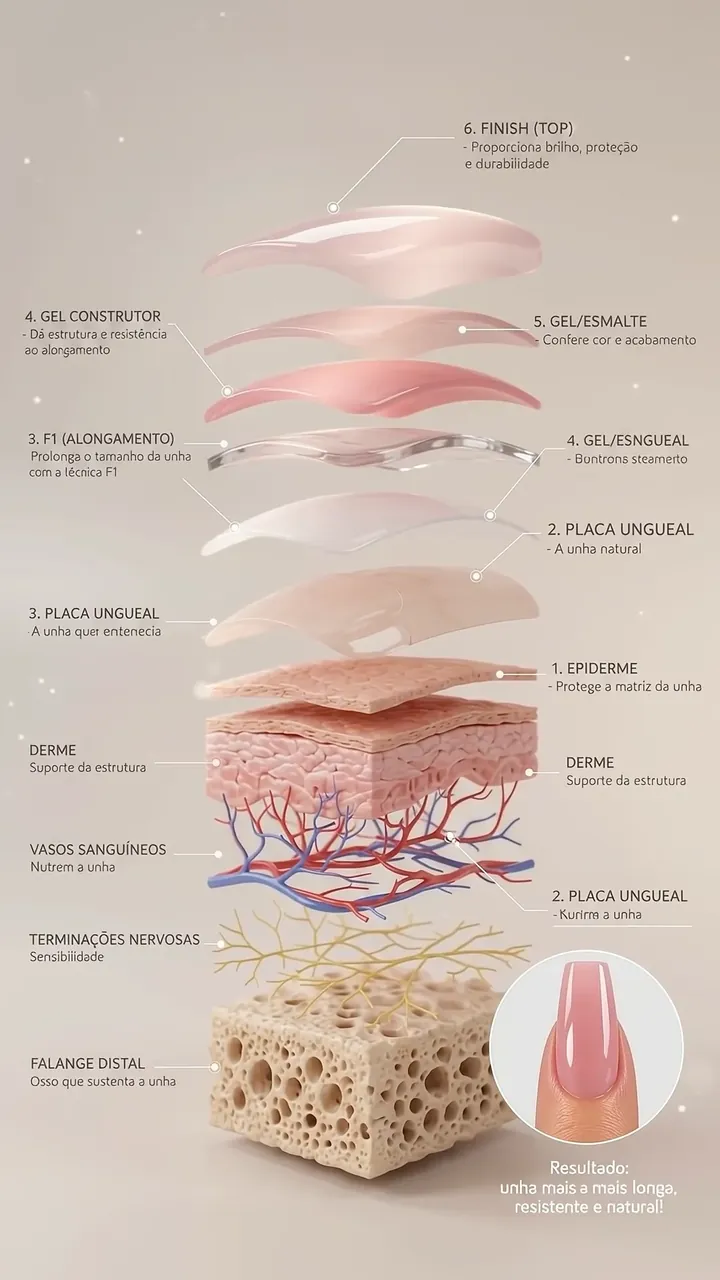 6. FINISH (TOP)
- Proporciona brilho, proteção
e durabilidade
4. GEL CONSTRUTOR
- Dá estrutura e resistência
ao alongamento
5. GEL/ESMALTE
- Confere cor e acabamento
3. F1 (ALONGAMENTO)
Prolonga o tamanho da unha
com a técnica F1
4. GEL/ESNGUEAL
- Buntrons steamerto
2. PLACA UNGUEAL
- A unha natural
3. PLACA UNGUEAL
A unha quer entenecia
1. EPIDERME
- Protege a matriz da unha
DERME
Suporte da estrutura
DERME
Suporte da estrutura
VASOS SANGUÍNEOS
Nutrem a unha
2. PLACA UNGUEAL
- Kurirm a unha
TERMINAÇÕES NERVOSAS
Sensibilidade
FALANGE DISTAL
Osso que sustenta a unha
Resultado:
unha mais a mais longa,
resistente e natural!